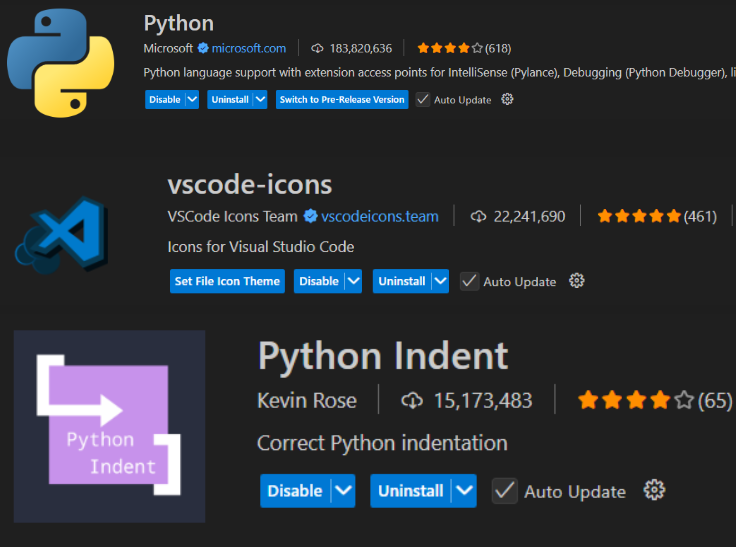 Python
Microsoft microsoft.com 183,820,636 (618)
Python language support with extension access points for IntelliSense (Pylance), Debugging (Python Debugger), li
Disable Uninstall Switch to Pre-Release Version Auto Update
vscode-icons
VSCode Icons Team vscodeicons.team 22,241,690 (461)
Icons for Visual Studio Code
Set File Icon Theme Disable Uninstall Auto Update
Python Indent
Kevin Rose 15,173,483 (65)
Python
Indent
Correct Python indentation
Disable Uninstall Auto Update